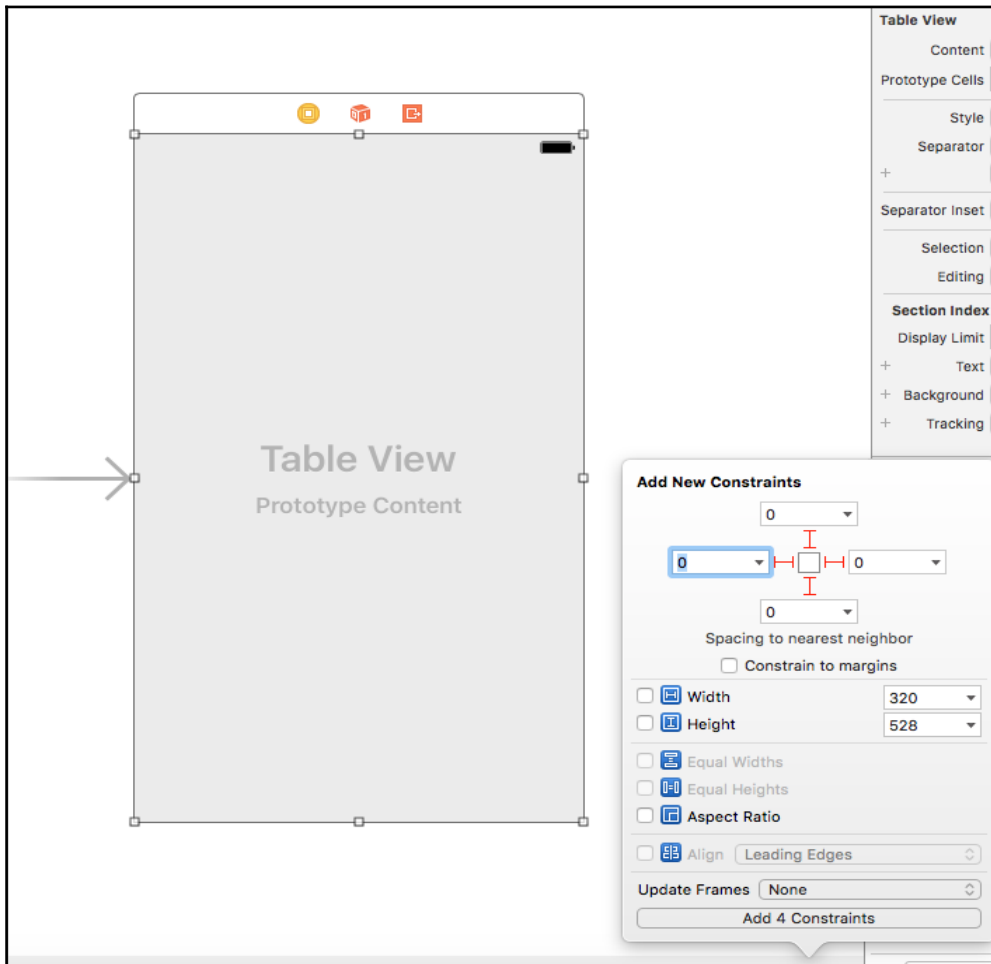 Table View
Content
Prototype Cells
Style
Separator
+
Separator Inset
Selection
Editing
Section Index
Display Limit
+ Text
+ Background
+ Tracking
Table View
Prototype Content
Add New Constraints
0
0 0
0
Spacing to nearest neighbor
Constrain to margins
Width 320
Height 528
Equal Widths
Equal Heights
Aspect Ratio
Align Leading Edges
Update Frames None
Add 4 Constraints